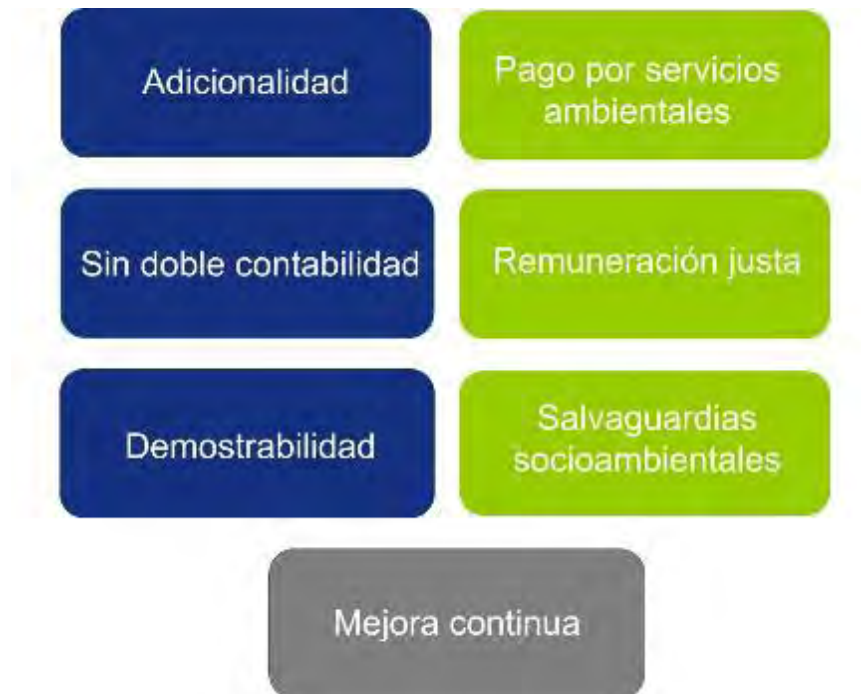 Adicionalidad
Pago por servicios
ambientales
Sin doble contabilidad
Remuneración justa
Demostrabilidad
Salvaguardias
socioambientales
Mejora continua